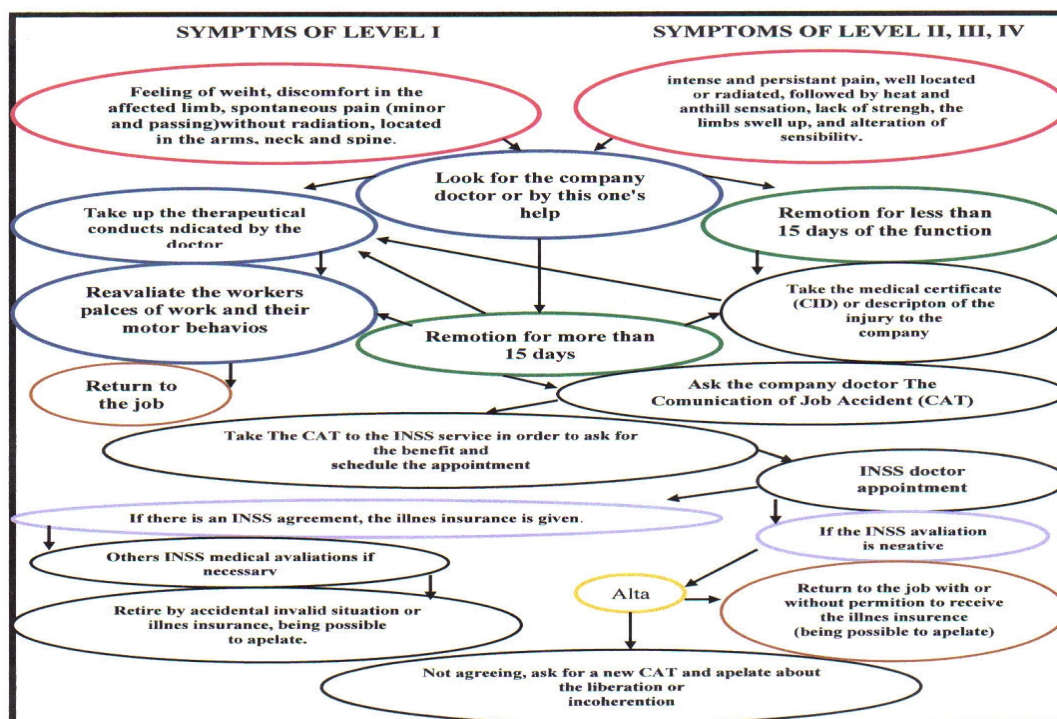 SYMPTMS OF LEVEL I
SYMPTOMS OF LEVEL II, III, IV
Feeling of weiht, discomfort in the
affected limb, spontaneous pain (minor
and passing)without radiation, located
in the arms, neck and spine.
intense and persistant pain, well located
or radiated, followed by heat and
anthill sensation, lack of strengh, the
limbs swell up, and alteration of
sensibility.
Look for the company
doctor or by this one's
help
Take up the therapeutical
conducts ndicated by the
doctor
Remotion for less than
15 days of the function
Reavaliate the workers
palces of work and their
motor behavios
Take the medical certificate
(CID) or descripton of the
injury to the
company
Remotion for more than
15 days
Return to
the job
Ask the company doctor The
Comunication of Job Accident (CAT)
Take The CAT to the INSS service in order to ask for
the benefit and
schedule the appointment
INSS doctor
appointment
If there is an INSS agreement, the illnes insurance is given.
If the INSS avaliation
is negative
Others INSS medical avaliations if
necessary
Alta
Return to the job with or
without permition to receive
the illnes insurence
(being possible to apelate)
Retire by accidental invalid situation or
illnes insurance, being possible
to apelate.
Not agreeing, ask for a new CAT and apelate about
the liberation or
incoherention